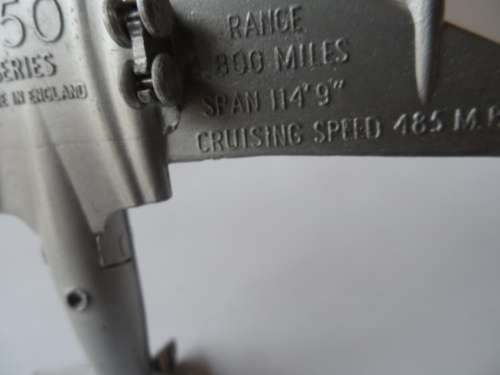 50
SERIES
E IN ENGLAND
RANGE
800 MILES
SPAN 114'9"
CRUISING SPEED 485 M.P